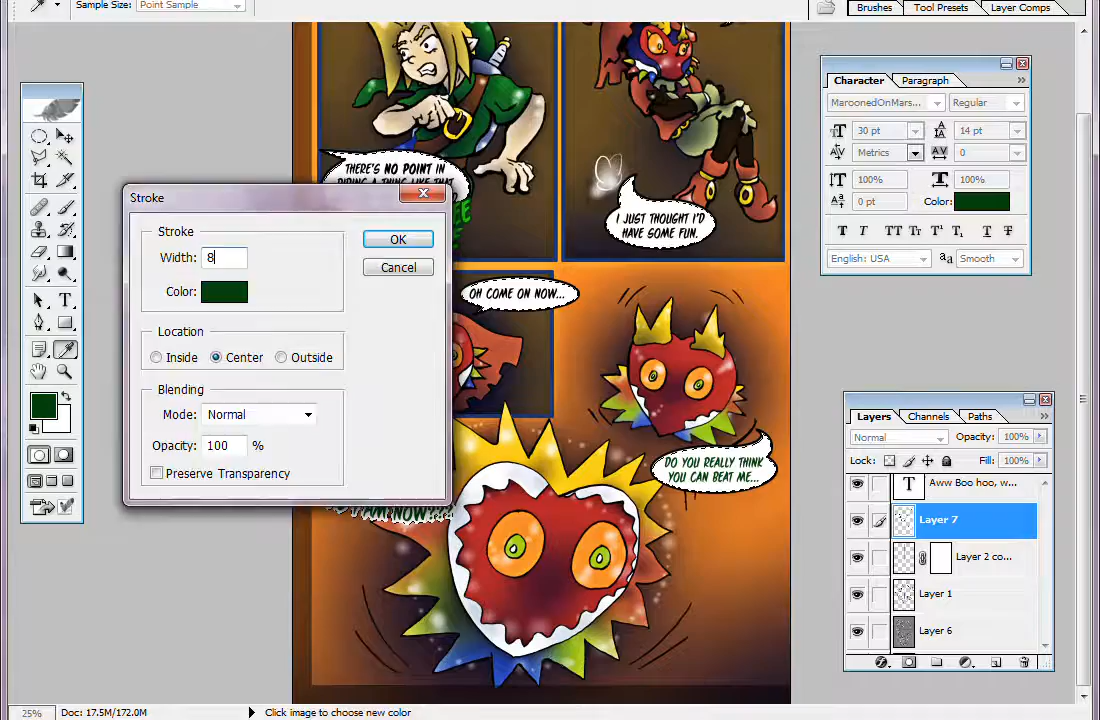 Sample Size: Point Sample
Brushes
Tool Presets
Layer Comps
Character
Paragraph
MaroonedOnMars...
Regular
30 pt
14 pt
Metrics
0
100%
100%
0 pt
Color:
English: USA
Smooth
THERE'S NO POINT IN
I JUST THOUGHT I'D
HAVE SOME FUN.
OH COME ON NOW...
DO YOU REALLY THINK
YOU CAN BEAT ME...
Stroke
Stroke
Width: 8
Color:
OK
Cancel
Location
Inside
Center
Outside
Blending
Mode: Normal
Opacity: 100 %
Preserve Transparency
Layers
Channels
Paths
Normal
Opacity: 100%
Lock:
Fill: 100%
Aww Boo hoo, w...
Layer 7
Layer 2 co...
Layer 1
Layer 6
25%
Doc: 17.5M/172.0M
Click image to choose new color